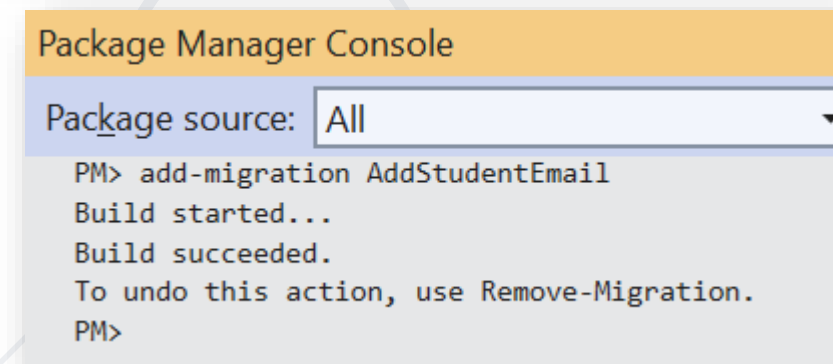 Package Manager Console
Package source: All
PM> add-migration AddStudentEmail
Build started...
Build succeeded.
To undo this action, use Remove-Migration.
PM>